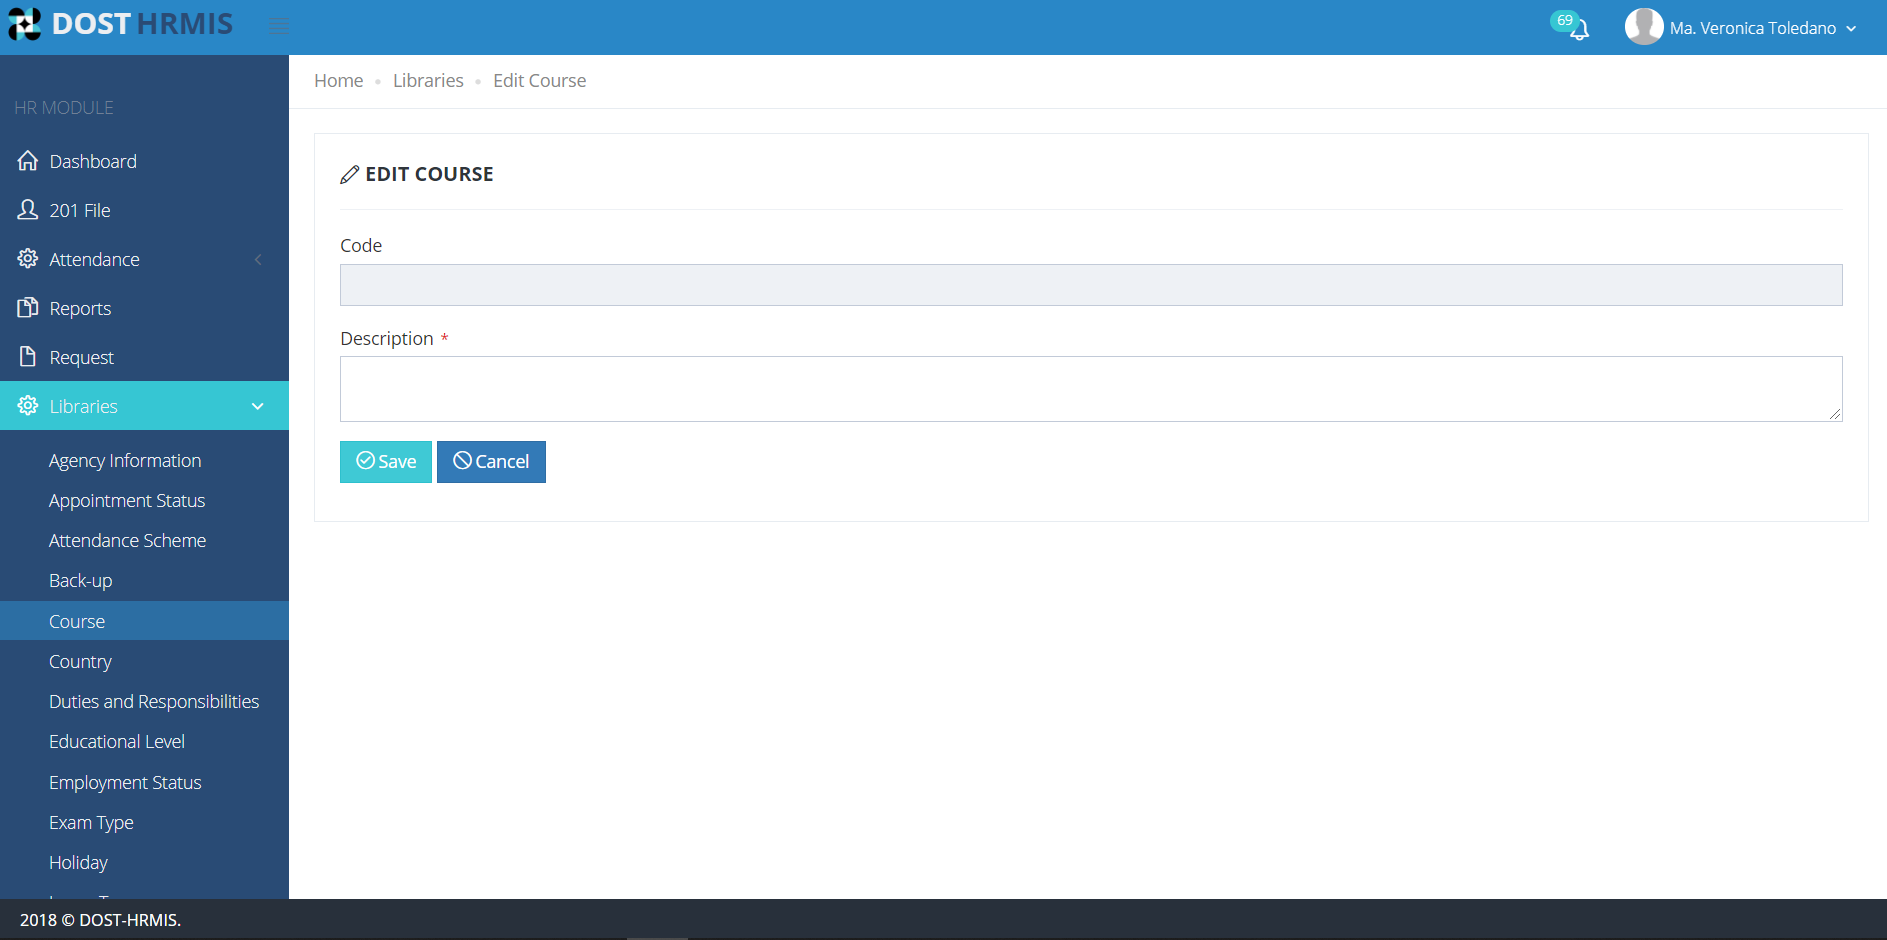 DOST HRMIS
69
Ma. Veronica Toledano
HR MODULE
Dashboard
201 File
Attendance
Reports
Request
Libraries
Agency Information
Appointment Status
Attendance Scheme
Back-up
Course
Country
Duties and Responsibilities
Educational Level
Employment Status
Exam Type
Holiday
Home • Libraries • Edit Course
EDIT COURSE
Code
Description *
Save
Cancel
2018 © DOST-HRMIS.